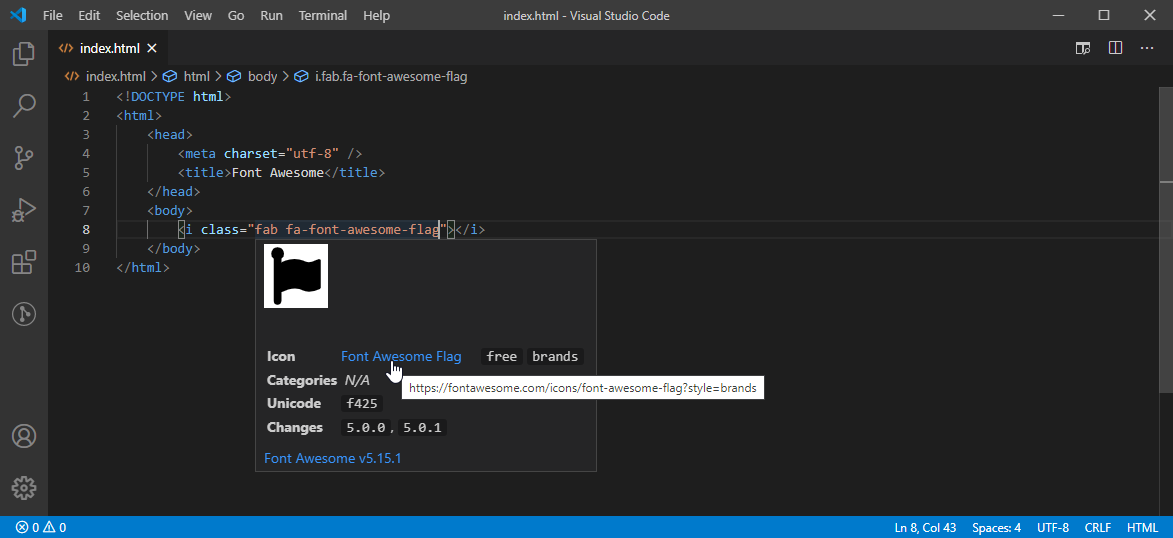 File Edit Selection View Go Run Terminal Help index.html - Visual Studio Code
index.html
index.html html body i.fab.fa-font-awesome-flag
1 <!DOCTYPE html>
2 <html>
3 <head>
4 <meta charset="utf-8" />
5 <title>Font Awesome</title>
6 </head>
7 <body>
8 <i class="fab fa-font-awesome-flag"></i>
9 </body>
10 </html>
Icon Font Awesome Flag free brands
Categories N/A
https://fontawesome.com/icons/font-awesome-flag?style=brands
Unicode f425
Changes 5.0.0, 5.0.1
Font Awesome v5.15.1
0 0 Ln 8, Col 43 Spaces: 4 UTF-8 CRLF HTML